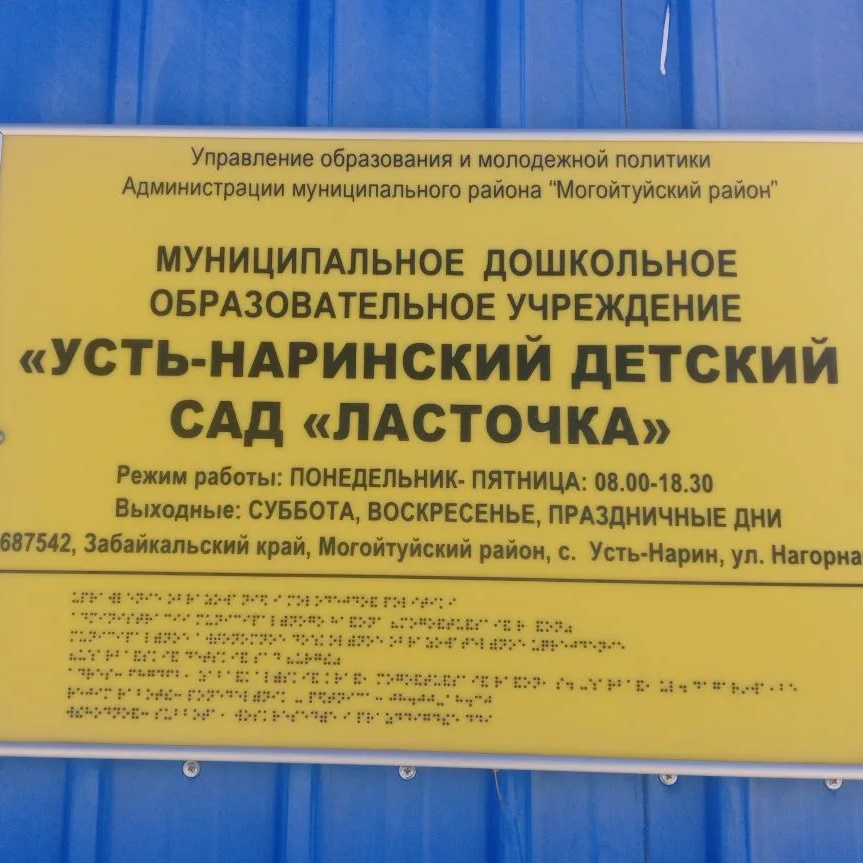 Управление образования и молодежной политики
Администрации муниципального района "Могойтуйский район"
МУНИЦИПАЛЬНОЕ ДОШКОЛЬНОЕ
ОБРАЗОВАТЕЛЬНОЕ УЧРЕЖДЕНИЕ
«УСТЬ-НАРИНСКИЙ ДЕТСКИЙ
САД «ЛАСТОЧКА»
Режим работы: ПОНЕДЕЛЬНИК- ПЯТНИЦА: 08.00-18.30
Выходные: СУББОТА, ВОСКРЕСЕНЬЕ, ПРАЗДНИЧНЫЕ ДНИ
687542, Забайкальский край, Могойтуйский район, с. Усть-Нарин, ул. Нагорна